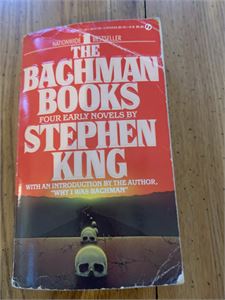 NATIONWIDE 1 BESTSELLER
THE
BACHMAN
BOOKS
FOUR EARLY NOVELS BY
STEPHEN
KING
WITH AN INTRODUCTION BY THE AUTHOR,
"WHY I WAS BACHMAN"